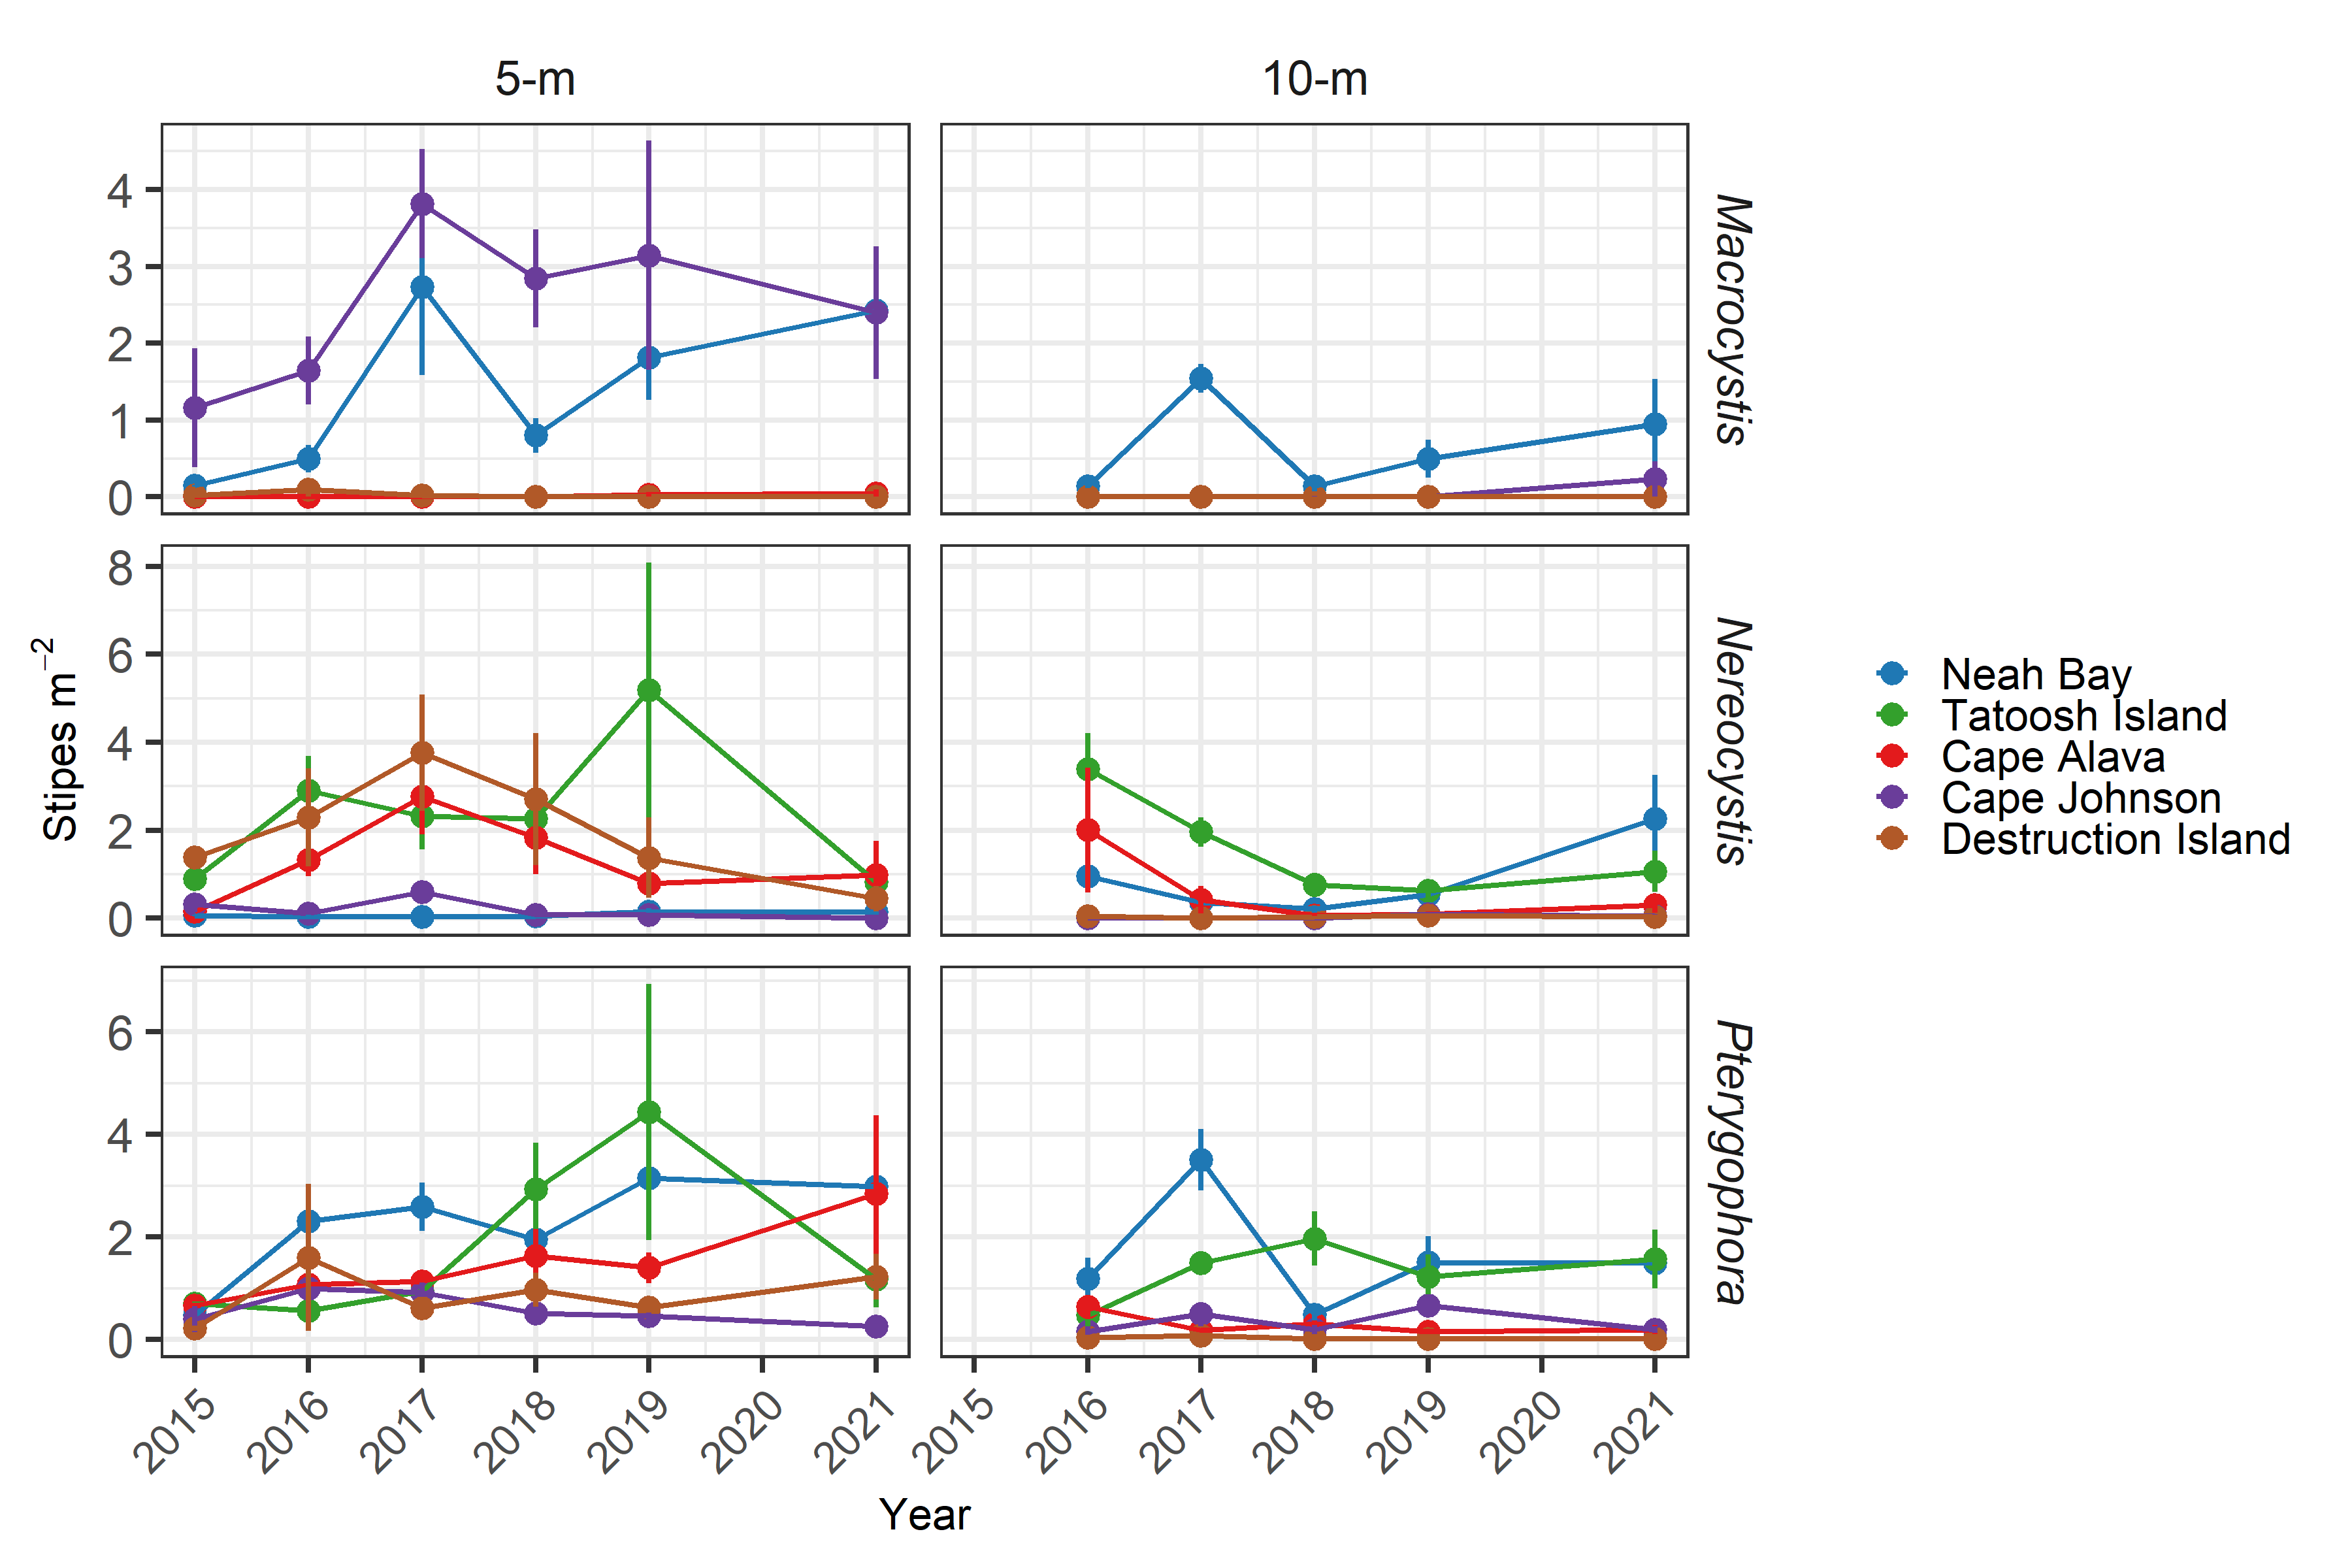 5-m
10-m
4
3
2
1
0
Macrocystis
8
6
4
2
0
Nereocystis
6
4
2
0
Pterygophora
Stipes m⁻²
2015
2016
2017
2018
2019
2020
2021
2015
2016
2017
2018
2019
2020
2021
Year
Neah Bay
Tatoosh Island
Cape Alava
Cape Johnson
Destruction Island